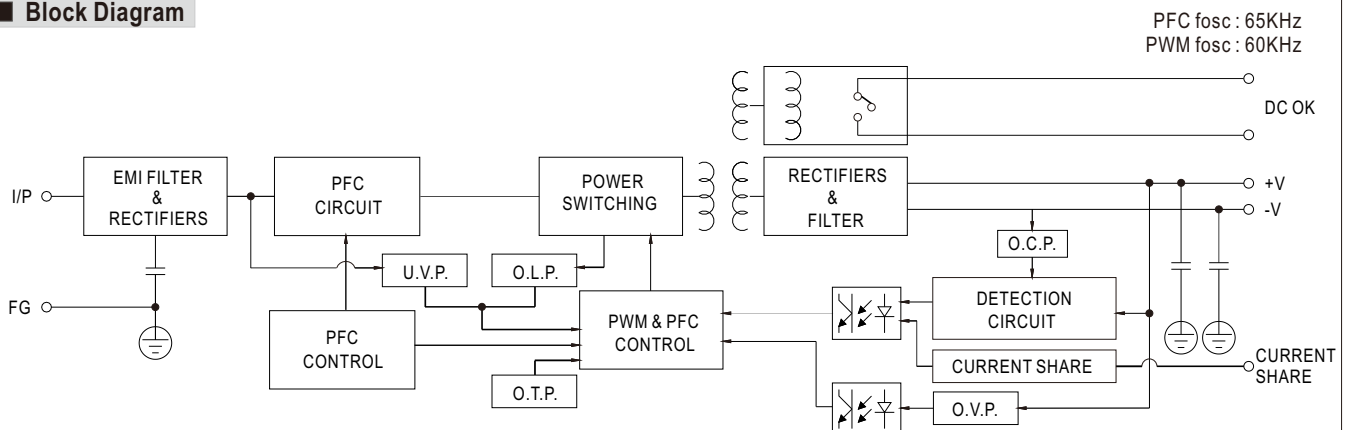 Block Diagram
PFC fosc : 65KHz
PWM fosc : 60KHz
DC OK
I/P
EMI FILTER
&
RECTIFIERS
PFC
CIRCUIT
POWER
SWITCHING
RECTIFIERS
&
FILTER
+V
-V
O.C.P.
U.V.P.
O.L.P.
FG
DETECTION
CIRCUIT
PFC
CONTROL
PWM & PFC
CONTROL
CURRENT SHARE
CURRENT
SHARE
O.T.P.
O.V.P.